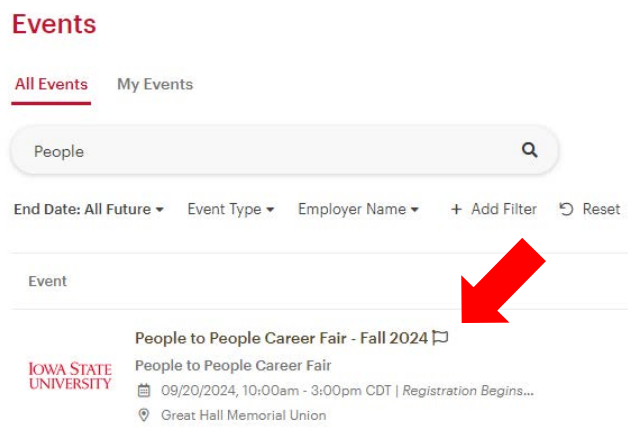 Events
All Events My Events
People
End Date: All Future Event Type Employer Name + Add Filter Reset
Event
People to People Career Fair - Fall 2024
IOWA STATE UNIVERSITY
People to People Career Fair
09/20/2024, 10:00am - 3:00pm CDT | Registration Begins...
Great Hall Memorial Union